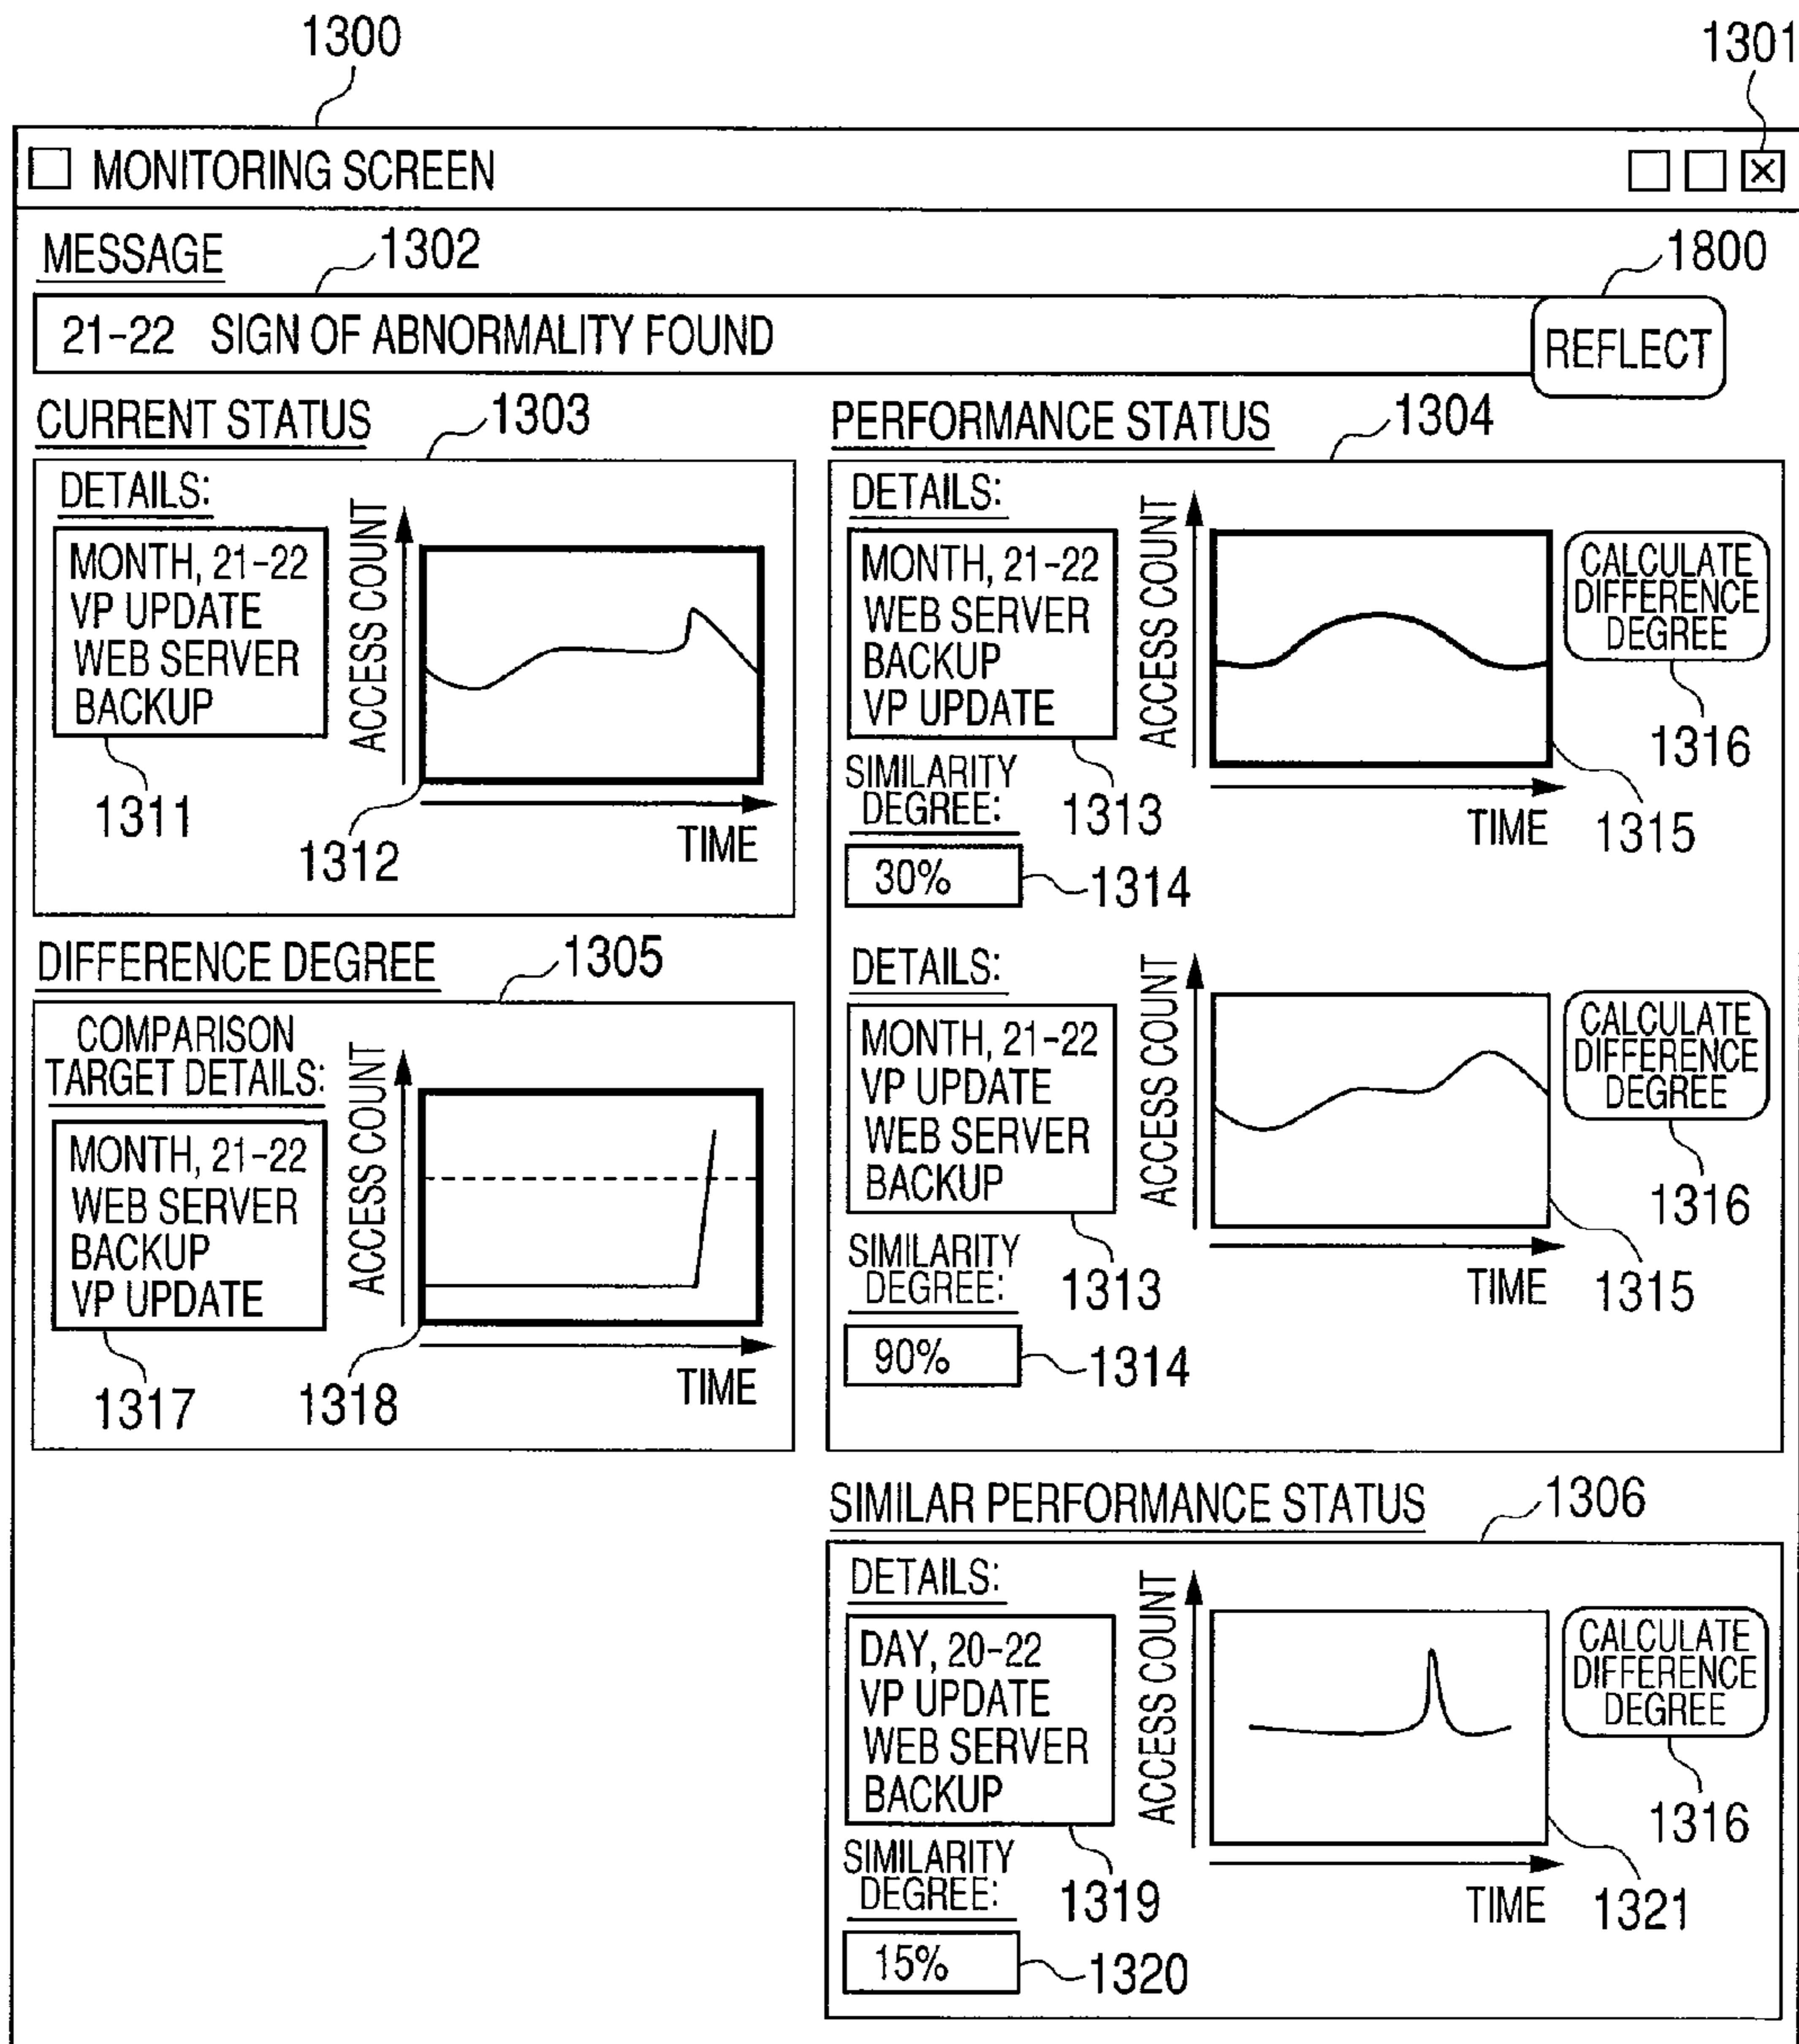 1300
1301
MONITORING SCREEN
MESSAGE
1302
1800
21-22 SIGN OF ABNORMALITY FOUND
REFLECT
CURRENT STATUS
1303
DETAILS:
MONTH, 21-22
VP UPDATE
WEB SERVER
BACKUP
1311
ACCESS COUNT
1312
TIME
PERFORMANCE STATUS
1304
DETAILS:
MONTH, 21-22
WEB SERVER
BACKUP
VP UPDATE
1313
SIMILARITY
DEGREE:
30%
1314
ACCESS COUNT
TIME
1315
CALCULATE
DIFFERENCE
DEGREE
1316
DETAILS:
MONTH, 21-22
VP UPDATE
WEB SERVER
BACKUP
1313
SIMILARITY
DEGREE:
90%
1314
ACCESS COUNT
TIME
1315
CALCULATE
DIFFERENCE
DEGREE
1316
DIFFERENCE DEGREE
1305
COMPARISON
TARGET DETAILS:
MONTH, 21-22
WEB SERVER
BACKUP
VP UPDATE
1317
ACCESS COUNT
1318
TIME
SIMILAR PERFORMANCE STATUS
1306
DETAILS:
DAY, 20-22
VP UPDATE
WEB SERVER
BACKUP
1319
SIMILARITY
DEGREE:
15%
1320
ACCESS COUNT
TIME
1321
CALCULATE
DIFFERENCE
DEGREE
1316